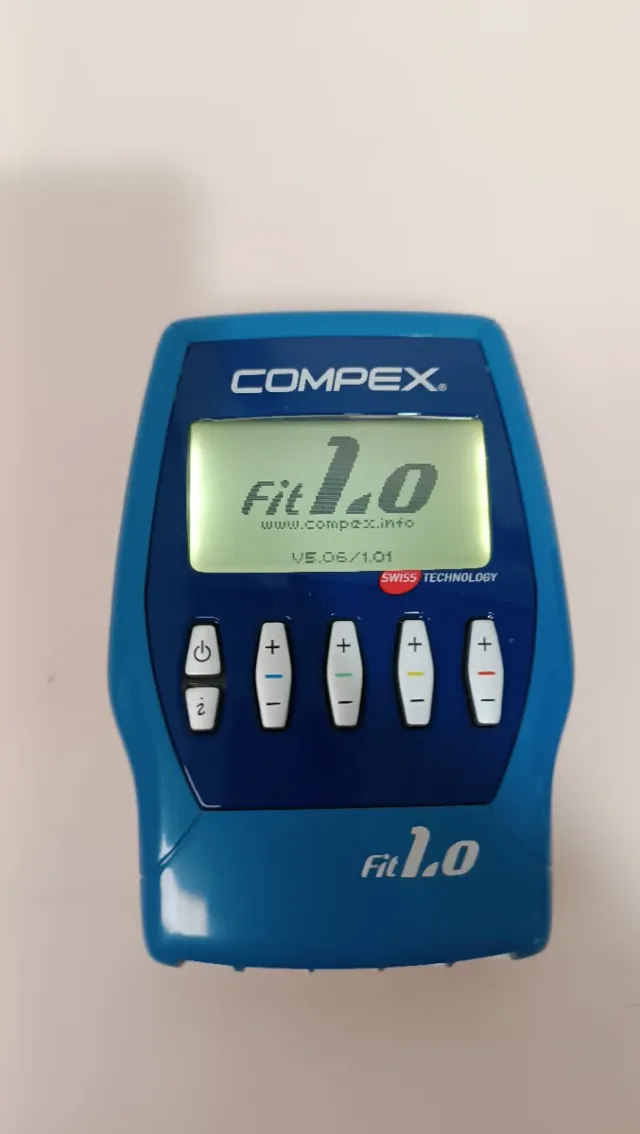 COMPEX®
Fit 1.0
www.compex.info
V5.06/1.01
SWISS TECHNOLOGY
+ + + +
i - - - -
Fit 1.0